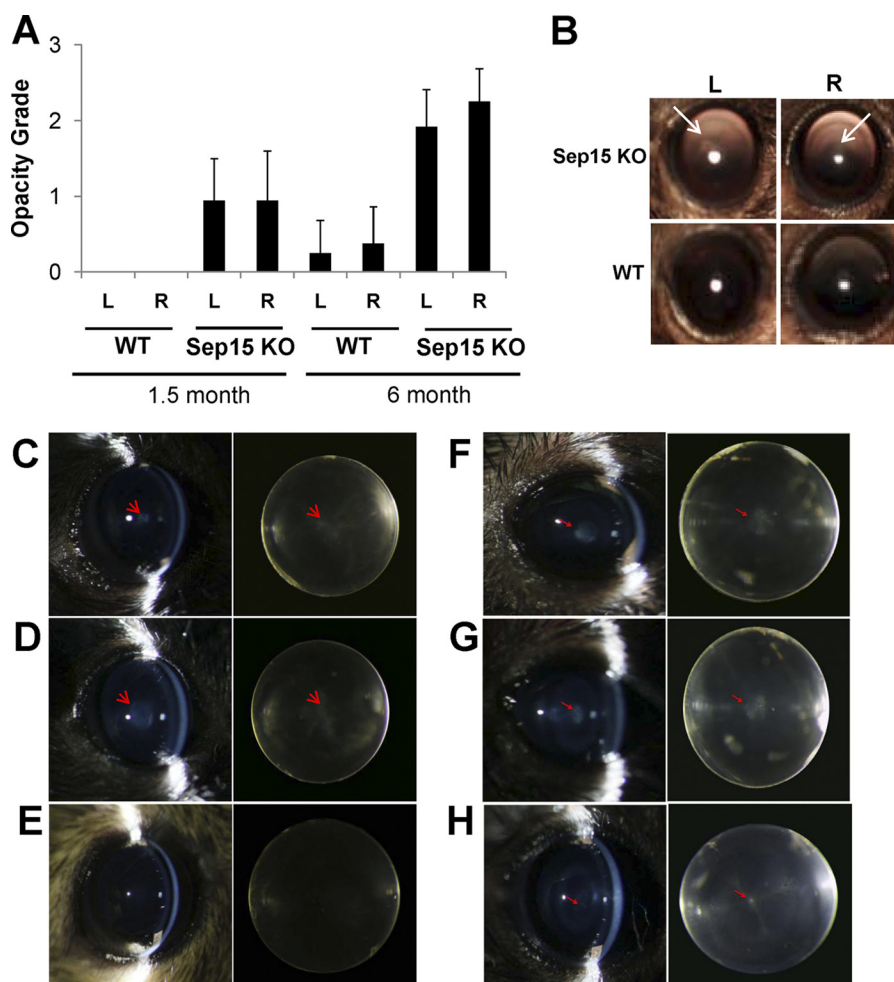 A
3
2
1
0
Opacity Grade
L R L R L R L R
WT Sep15 KO WT Sep15 KO
1.5 month 6 month
B
L R
Sep15 KO
WT
C
D
E
F
G
H